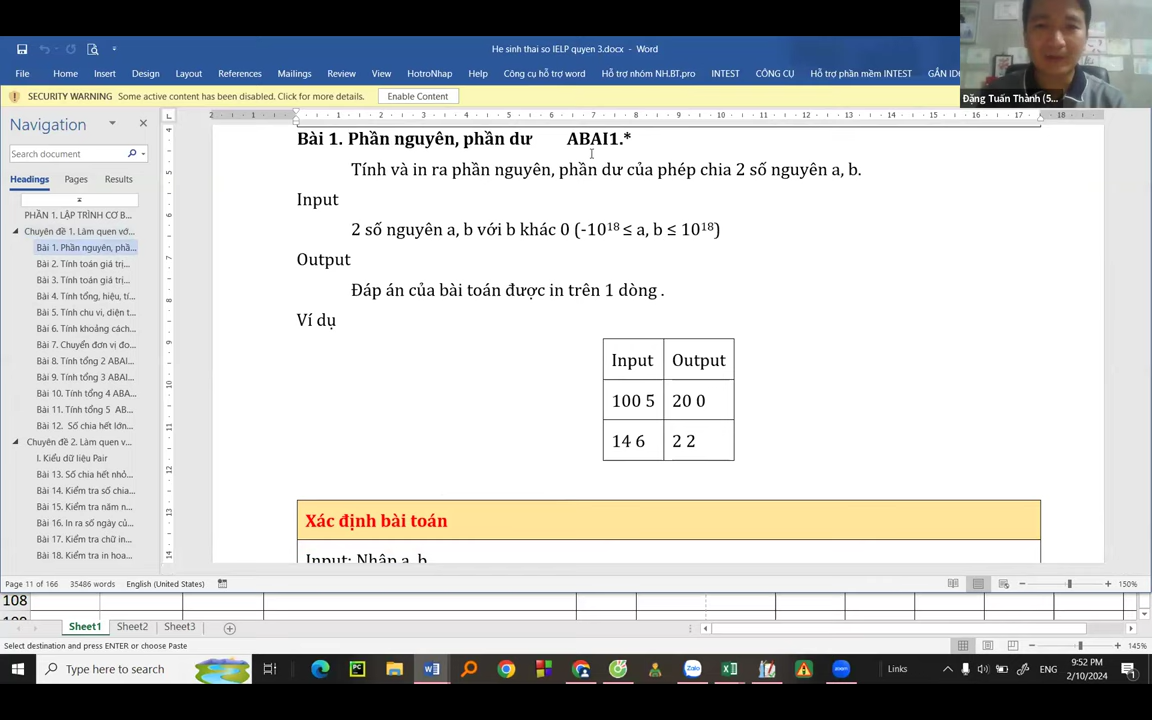 He sinh thai so IELP quyen 3.docx - Word
File Home Insert Design Layout References Mailings Review View HotroNhap Help Công cụ hỗ trợ word Hỗ trợ nhóm NH.BT.pro INTEST CÔNG CỤ Hỗ trợ phần mềm INTEST GẮN ID
SECURITY WARNING Some active content has been disabled. Click for more details. Enable Content
Đặng Tuấn Thành (5...
Navigation
Search document
Headings Pages Results
PHẦN 1. LẬP TRÌNH CƠ B...
Chuyên đề 1. Làm quen vớ...
Bài 1. Phần nguyên, phầ...
Bài 2. Tính toán giá trị...
Bài 3. Tính toán giá trị...
Bài 4. Tính tổng, hiệu, tí...
Bài 5. Tính chu vi, diện t...
Bài 6. Tính khoảng cách...
Bài 7. Chuyển đơn vị đo...
Bài 8. Tính tổng 2 ABAI...
Bài 9. Tính tổng 3 ABAI...
Bài 10. Tính tổng 4 ABA...
Bài 11. Tính tổng 5 AB...
Bài 12. Số chia hết lớn...
Chuyên đề 2. Làm quen v...
I. Kiểu dữ liệu Pair
Bài 13. Số chia hết nhỏ...
Bài 14. Kiểm tra số chia...
Bài 15. Kiểm tra năm n...
Bài 16. In ra số ngày củ...
Bài 17. Kiểm tra chữ in...
Bài 18. Kiểm tra in hoa...
Bài 1. Phần nguyên, phần dư ABAI1.*
Tính và in ra phần nguyên, phần dư của phép chia 2 số nguyên a, b.
Input
2 số nguyên a, b với b khác 0 (-10¹⁸ ≤ a, b ≤ 10¹⁸)
Output
Đáp án của bài toán được in trên 1 dòng .
Ví dụ
Input Output
100 5 20 0
14 6 2 2
Xác định bài toán
Input: Nhập a, b
Page 11 of 166 35486 words English (United States) 150%
108
Sheet1 Sheet2 Sheet3
Select destination and press ENTER or choose Paste 145%
Type here to search
Links ENG 9:52 PM
2/10/2024